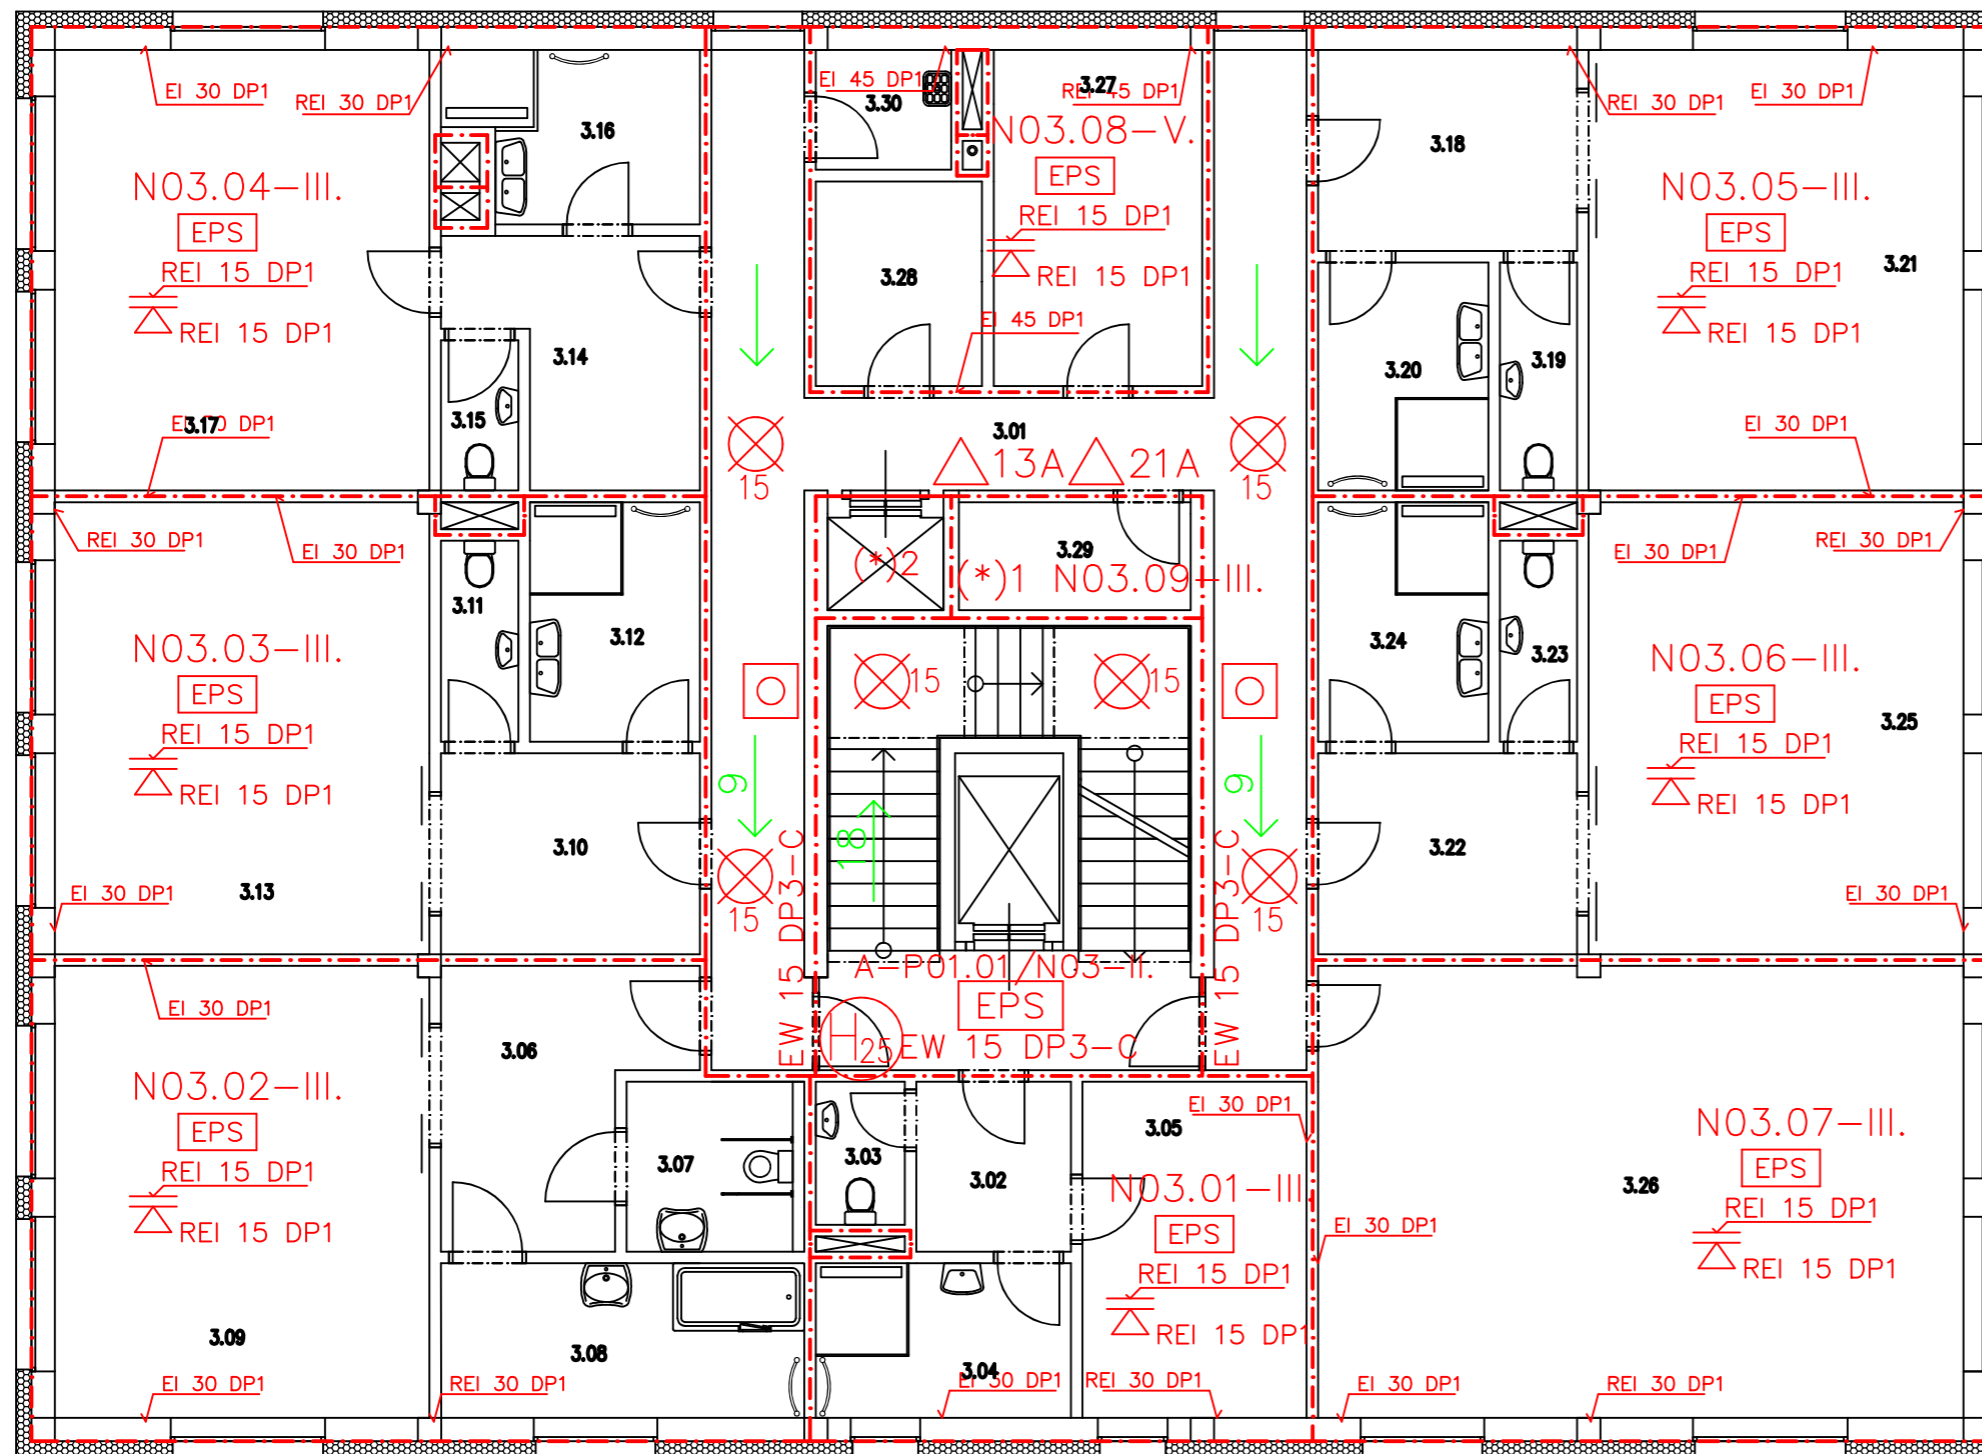 EI 30 DP1
REI 30 DP1
3.16
N03.04-III.
EPS
REI 15 DP1
REI 15 DP1
3.14
3.15
3.17
EI 30 DP1
EI 45 DP1
3.30
3.27
REI 45 DP1
N03.08-V.
EPS
REI 15 DP1
REI 15 DP1
3.28
EI 45 DP1
REI 30 DP1
EI 30 DP1
3.18
N03.05-III.
EPS
REI 15 DP1
REI 15 DP1
3.21
3.20
3.19
EI 30 DP1
15
3.01
13A
21A
15
REI 30 DP1
EI 30 DP1
3.11
3.12
N03.03-III.
EPS
REI 15 DP1
REI 15 DP1
3.10
3.13
EI 30 DP1
(*)2
3.29
(*)1 N03.09-III.
15
15
9
18
9
15
15
EW 15 DP3-C
EW 15 DP3-C
A-P01.01/N03-II.
EPS
H25
EW 15 DP3-C
EI 30 DP1
REI 30 DP1
3.24
3.23
N03.06-III.
EPS
REI 15 DP1
REI 15 DP1
3.25
3.22
EI 30 DP1
EI 30 DP1
3.06
N03.02-III.
EPS
REI 15 DP1
REI 15 DP1
3.07
3.09
3.08
EI 30 DP1
REI 30 DP1
3.03
3.02
3.05
EI 30 DP1
N03.01-III.
EPS
REI 15 DP1
REI 15 DP1
3.04
EI 30 DP1
REI 30 DP1
3.26
N03.07-III.
EPS
REI 15 DP1
REI 15 DP1
EI 30 DP1
EI 30 DP1
REI 30 DP1